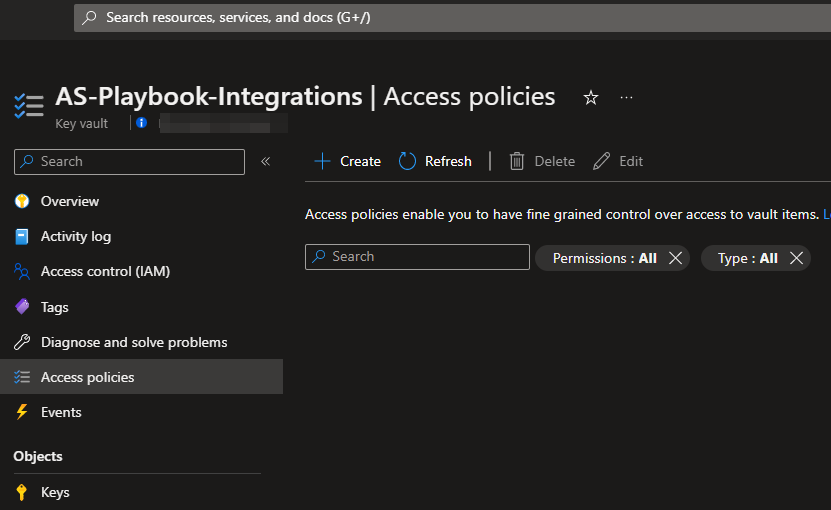 Search resources, services, and docs (G+/)
AS-Playbook-Integrations | Access policies
Key vault
Search
Create Refresh Delete Edit
Overview
Activity log
Access control (IAM)
Tags
Diagnose and solve problems
Access policies
Events
Objects
Keys
Access policies enable you to have fine grained control over access to vault items.
Search
Permissions : All
Type : All